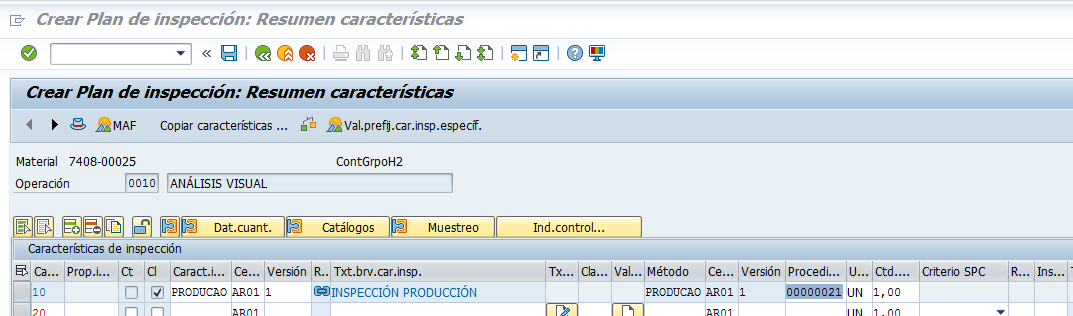 Crear Plan de inspección: Resumen características
Crear Plan de inspección: Resumen características
MAF Copiar características ... Val.prefij.car.insp.específ.
Material 7408-00025 ContGrpoH2
Operación 0010 ANÁLISIS VISUAL
Dat.cuant. Catálogos Muestreo Ind.control...
Características de inspección
Ca... Prop.i... Ct Cl Caract.i... Ce... Versión R.. Txt.brv.car.insp. Tx... Cla... Val... Método Ce... Versión Procedi... U... Ctd.... Criterio SPC R... Ins...
10 PRODUCAO AR01 1 INSPECCIÓN PRODUCCIÓN PRODUCAO AR01 1 00000021 UN 1,00
20 AR01 AR01 UN 1,00